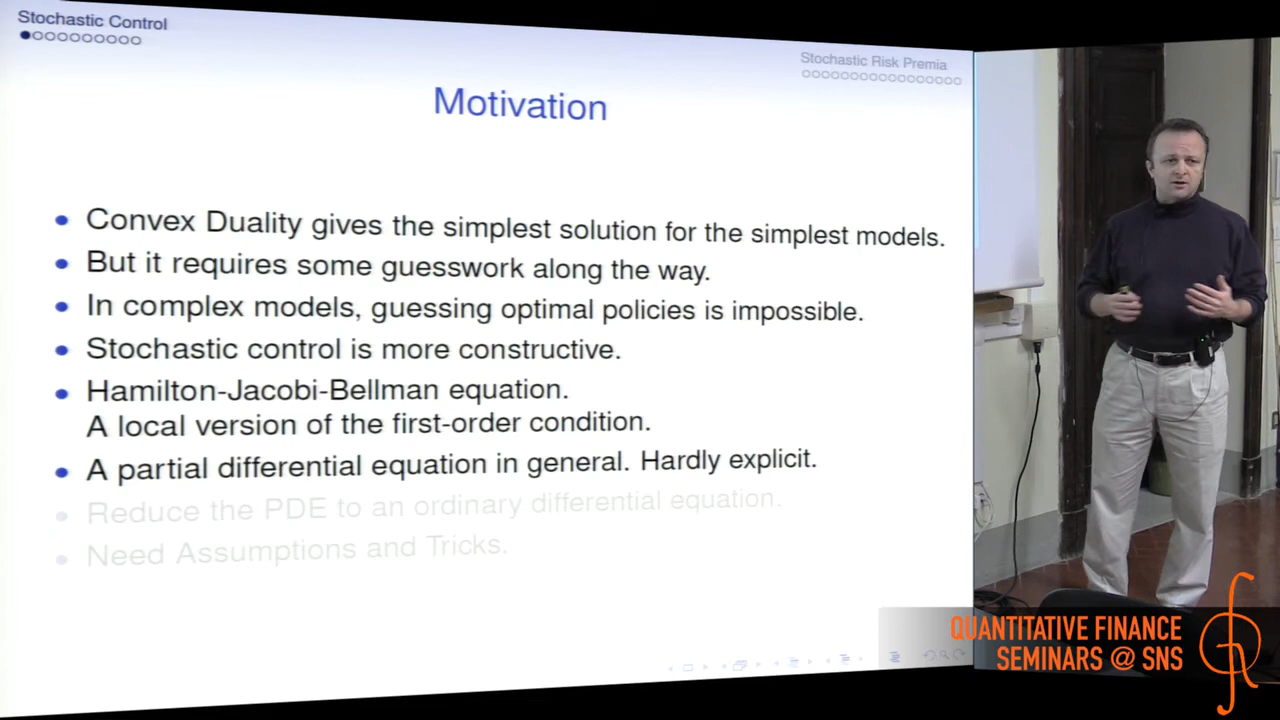 Stochastic Control
Stochastic Risk Premia
Motivation
Convex Duality gives the simplest solution for the simplest models.
But it requires some guesswork along the way.
In complex models, guessing optimal policies is impossible.
Stochastic control is more constructive.
Hamilton-Jacobi-Bellman equation.
A local version of the first-order condition.
A partial differential equation in general. Hardly explicit.
Reduce the PDE to an ordinary differential equation.
Need Assumptions and Tricks.
QUANTITATIVE FINANCE
SEMINARS @ SNS